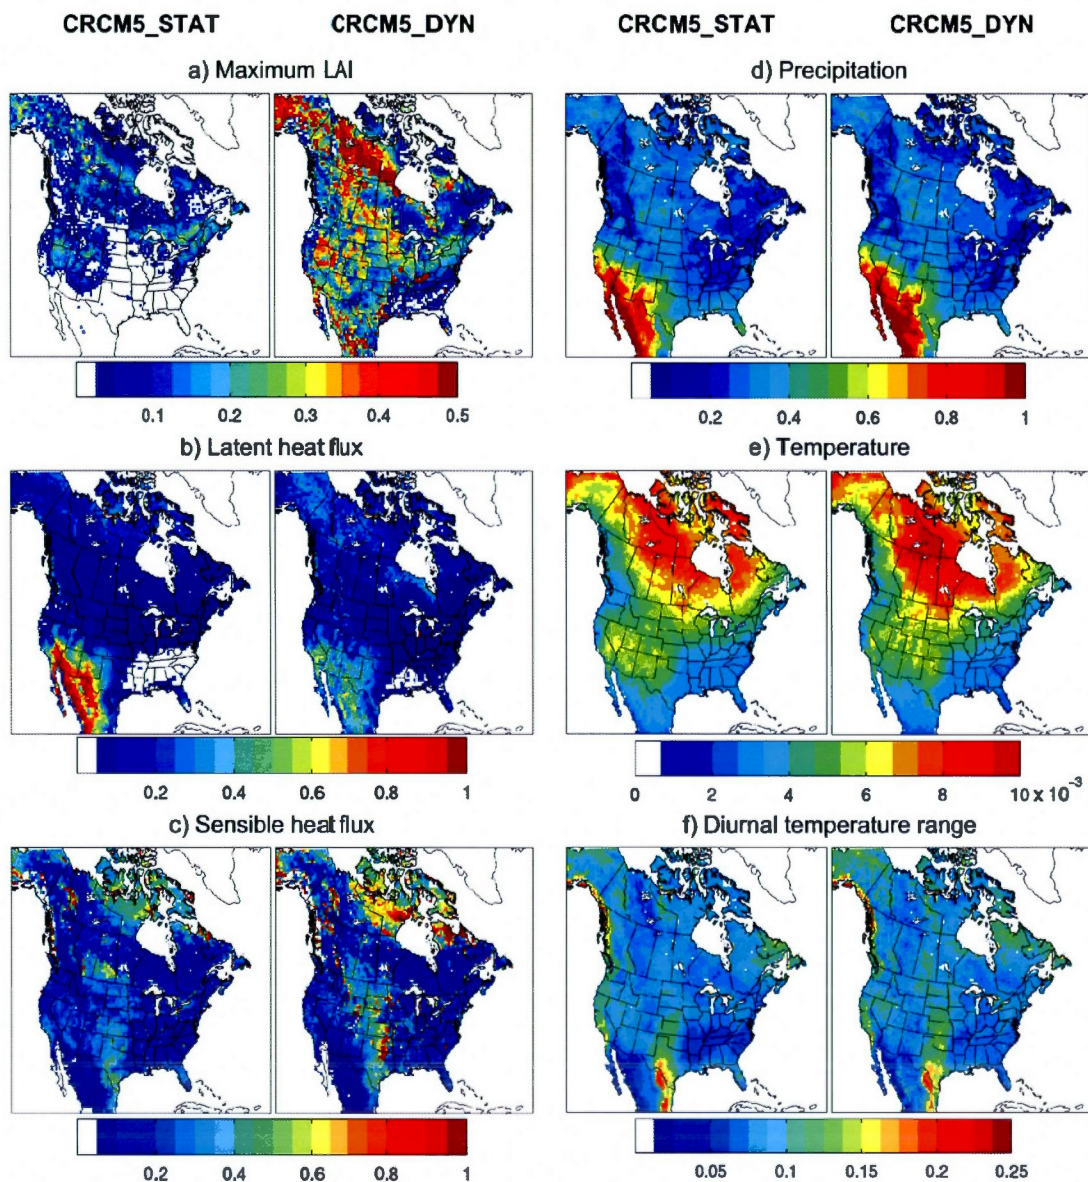 CRCM5_STAT CRCM5_DYN CRCM5_STAT CRCM5_DYN
a) Maximum LAI
d) Precipitation
0.1 0.2 0.3 0.4 0.5
0.2 0.4 0.6 0.8 1
b) Latent heat flux
e) Temperature
0.2 0.4 0.6 0.8 1
0 2 4 6 8 10 x 10⁻³
c) Sensible heat flux
f) Diurnal temperature range
0.2 0.4 0.6 0.8 1
0.05 0.1 0.15 0.2 0.25